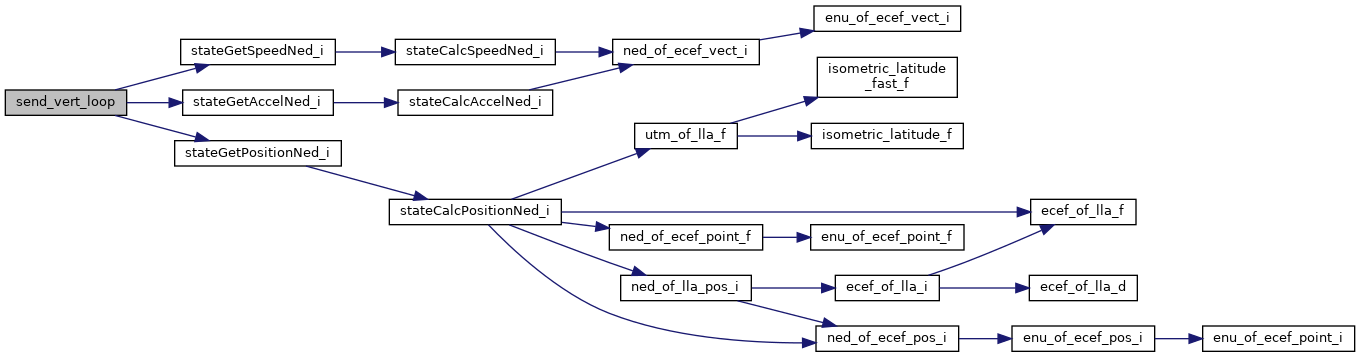 send_vert_loop
stateGetSpeedNed_i
stateCalcSpeedNed_i
ned_of_ecef_vect_i
enu_of_ecef_vect_i
stateGetAccelNed_i
stateCalcAccelNed_i
stateGetPositionNed_i
stateCalcPositionNed_i
utm_of_lla_f
isometric_latitude
_fast_f
isometric_latitude_f
ecef_of_lla_f
ned_of_ecef_point_f
enu_of_ecef_point_f
ned_of_lla_pos_i
ecef_of_lla_i
ecef_of_lla_d
ned_of_ecef_pos_i
enu_of_ecef_pos_i
enu_of_ecef_point_i